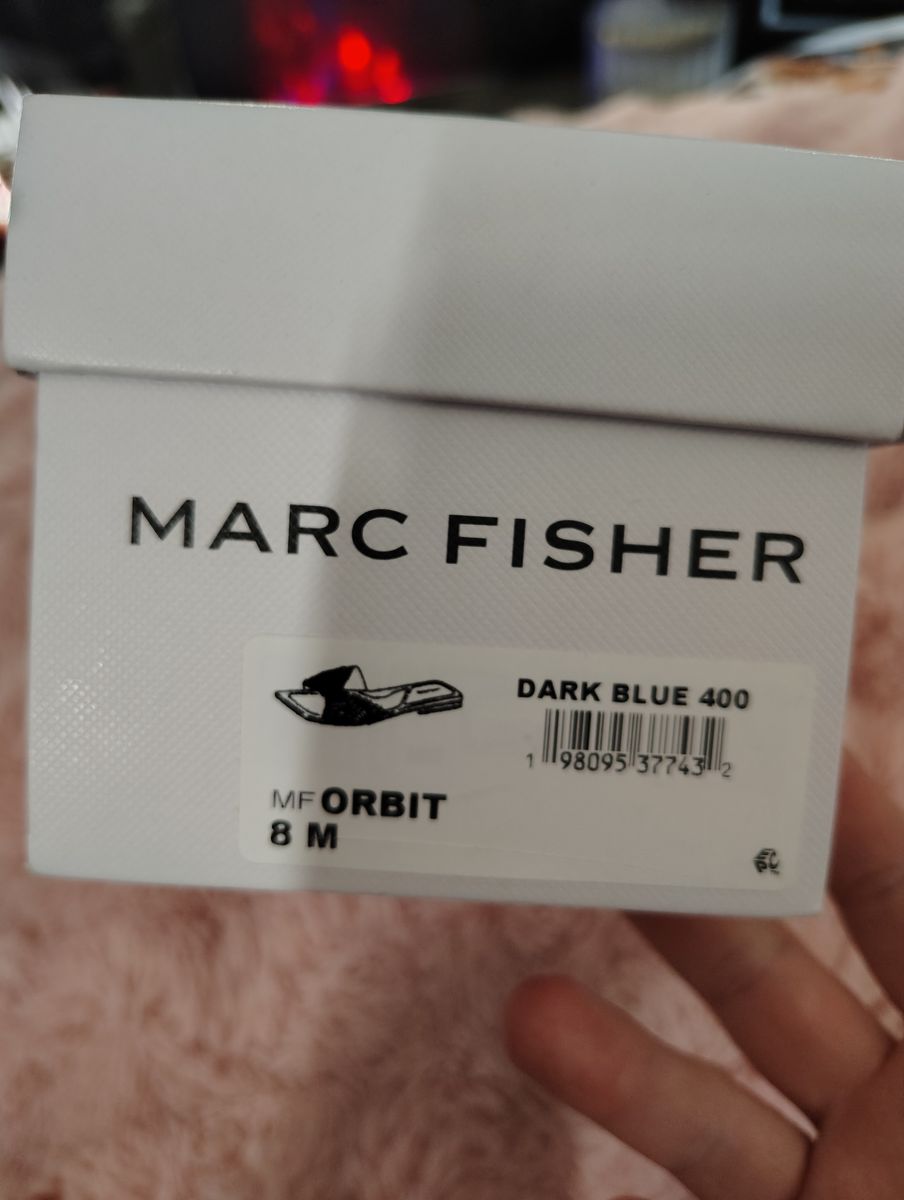 MARC FISHER
DARK BLUE 400
1 98095 37743 2
MF ORBIT
8 M